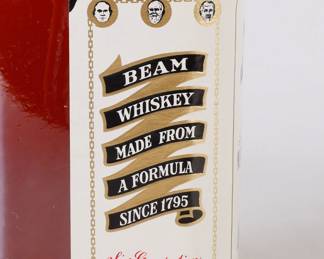 BEAM
WHISKEY
MADE FROM
A FORMULA
SINCE 1795